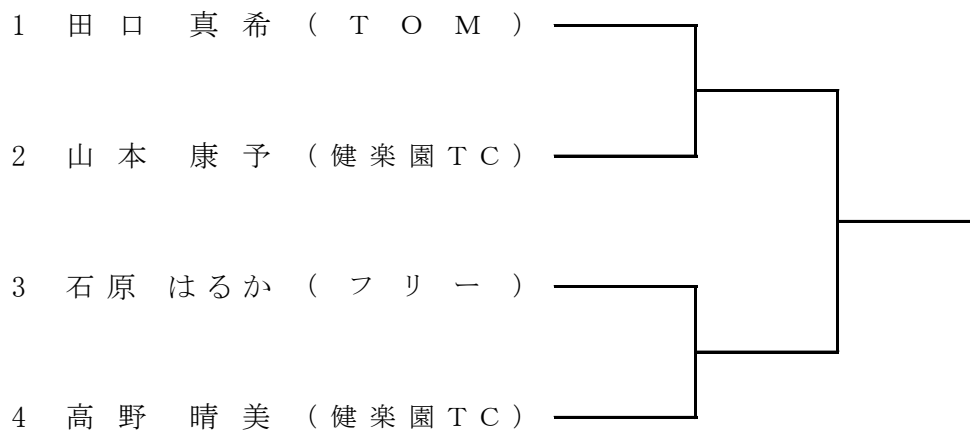 1 田口 真希 (TOM)
2 山本 康予 (健楽園TC)
3 石原 はるか (フリー)
4 高野 晴美 (健楽園TC)